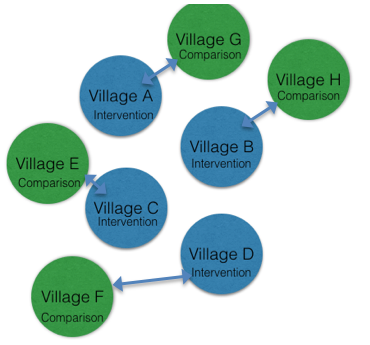 Village G
Comparison
Village H
Comparison
Village A
Intervention
Village B
Intervention
Village E
Comparison
Village C
Intervention
Village D
Intervention
Village F
Comparison